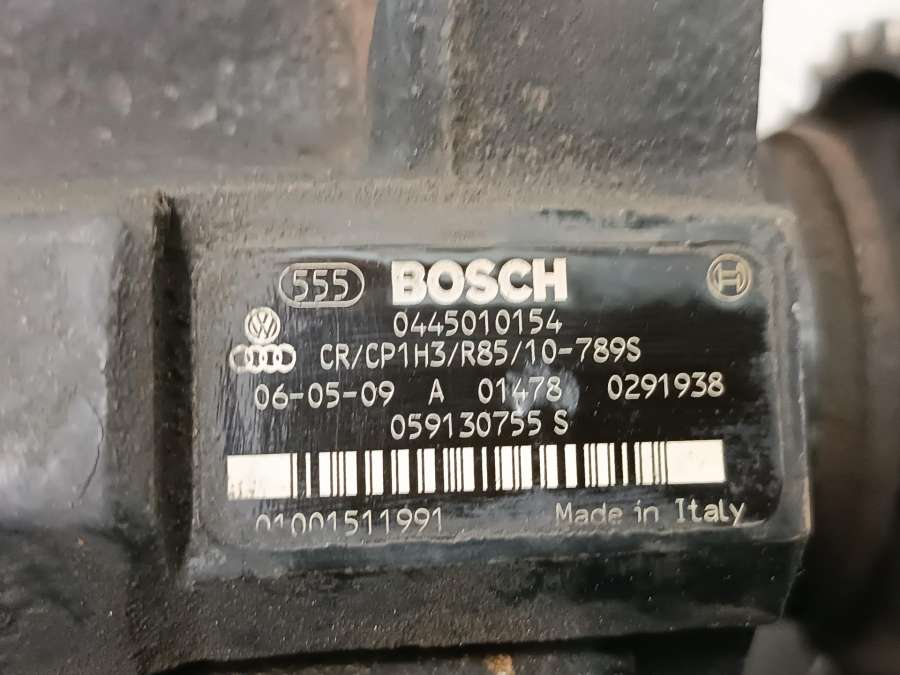 555 BOSCH
0445010154
CR/CP1H3/R85/10-789S
06-05-09 A 01478 0291938
059130755 S
01001511991 Made in Italy